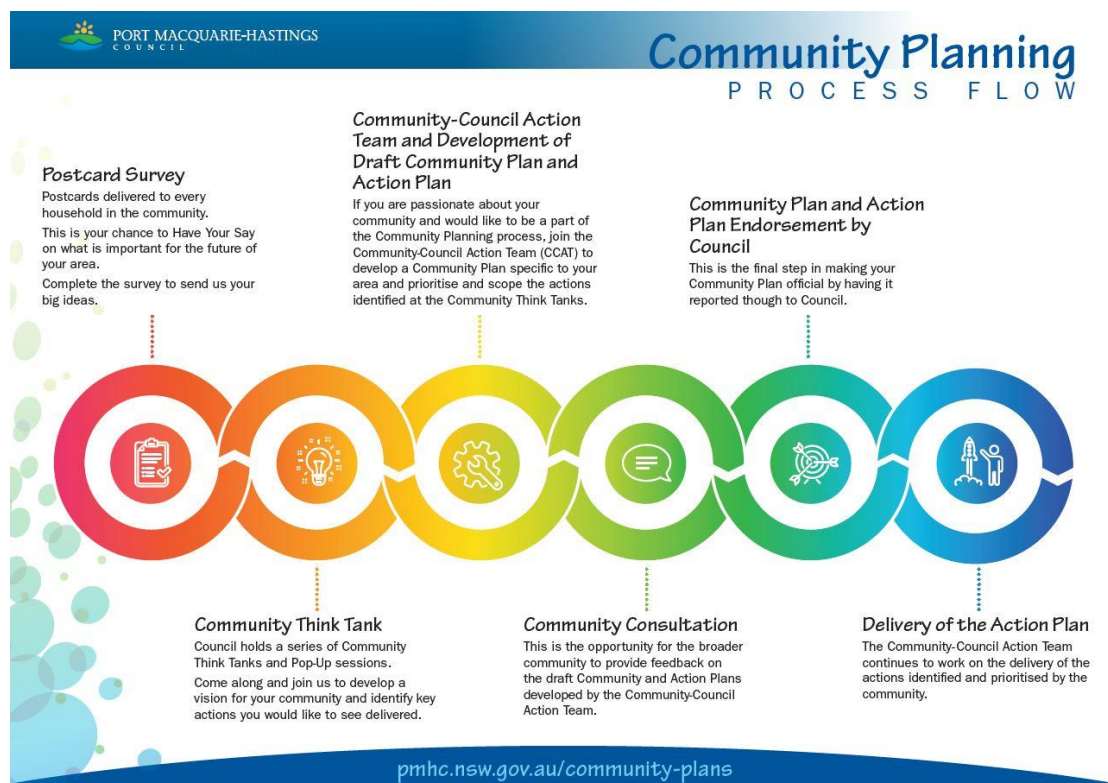 PORT MACQUARIE-HASTINGS
COUNCIL
Community Planning
PROCESS FLOW
Postcard Survey
Postcards delivered to every
household in the community.
This is your chance to Have Your Say
on what is important for the future of
your area.
Complete the survey to send us your
big ideas.
Community-Council Action
Team and Development of
Draft Community Plan and
Action Plan
If you are passionate about your
community and would like to be a part of
the Community Planning process, join the
Community-Council Action Team (CCAT) to
develop a Community Plan specific to your
area and prioritise and scope the actions
identified at the Community Think Tanks.
Community Plan and Action
Plan Endorsement by
Council
This is the final step in making your
Community Plan official by having it
reported though to Council.
Community Think Tank
Council holds a series of Community
Think Tanks and Pop-Up sessions.
Come along and join us to develop a
vision for your community and identify key
actions you would like to see delivered.
Community Consultation
This is the opportunity for the broader
community to provide feedback on
the draft Community and Action Plans
developed by the Community-Council
Action Team.
Delivery of the Action Plan
The Community-Council Action Team
continues to work on the delivery of the
actions identified and prioritised by the
community.
pmhc.nsw.gov.au/community-plans